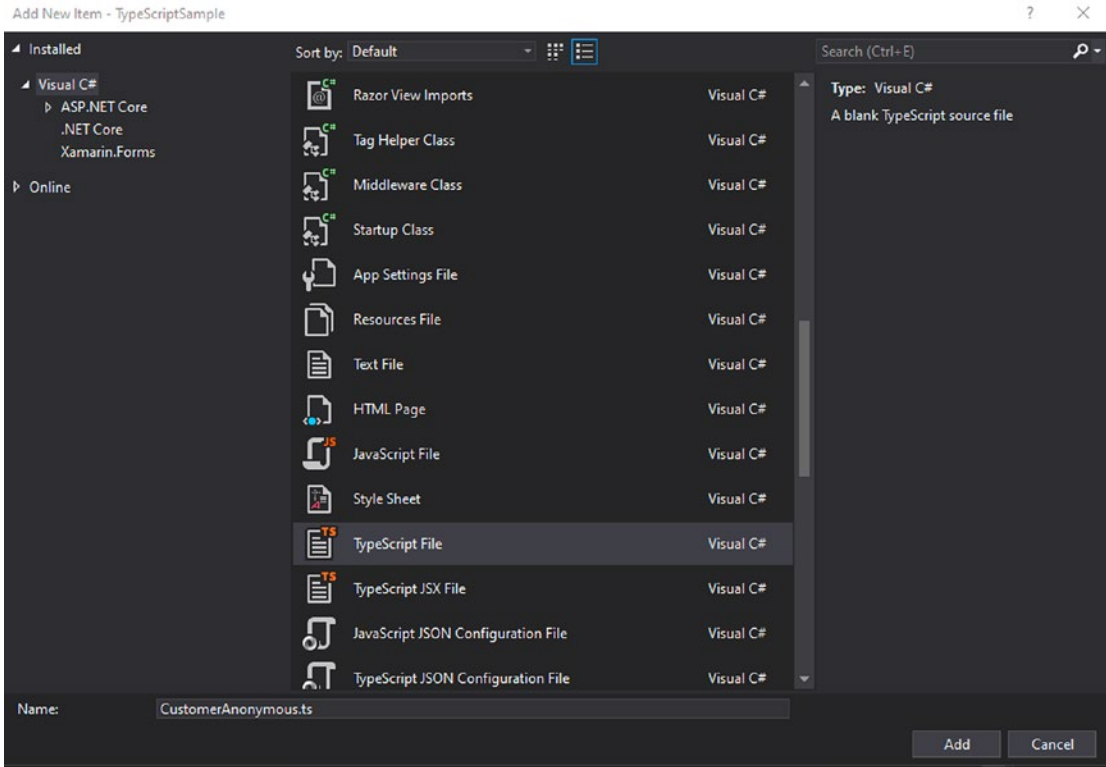 Add New Item - TypeScriptSample
? ×
Installed
Visual C#
ASP.NET Core
.NET Core
Xamarin.Forms
Online
Sort by: Default
Razor View Imports Visual C#
Tag Helper Class Visual C#
Middleware Class Visual C#
Startup Class Visual C#
App Settings File Visual C#
Resources File Visual C#
Text File Visual C#
HTML Page Visual C#
JavaScript File Visual C#
Style Sheet Visual C#
TypeScript File Visual C#
TypeScript JSX File Visual C#
JavaScript JSON Configuration File Visual C#
TypeScript JSON Configuration File Visual C#
Search (Ctrl+E)
Type: Visual C#
A blank TypeScript source file
Name: CustomerAnonymous.ts
Add Cancel